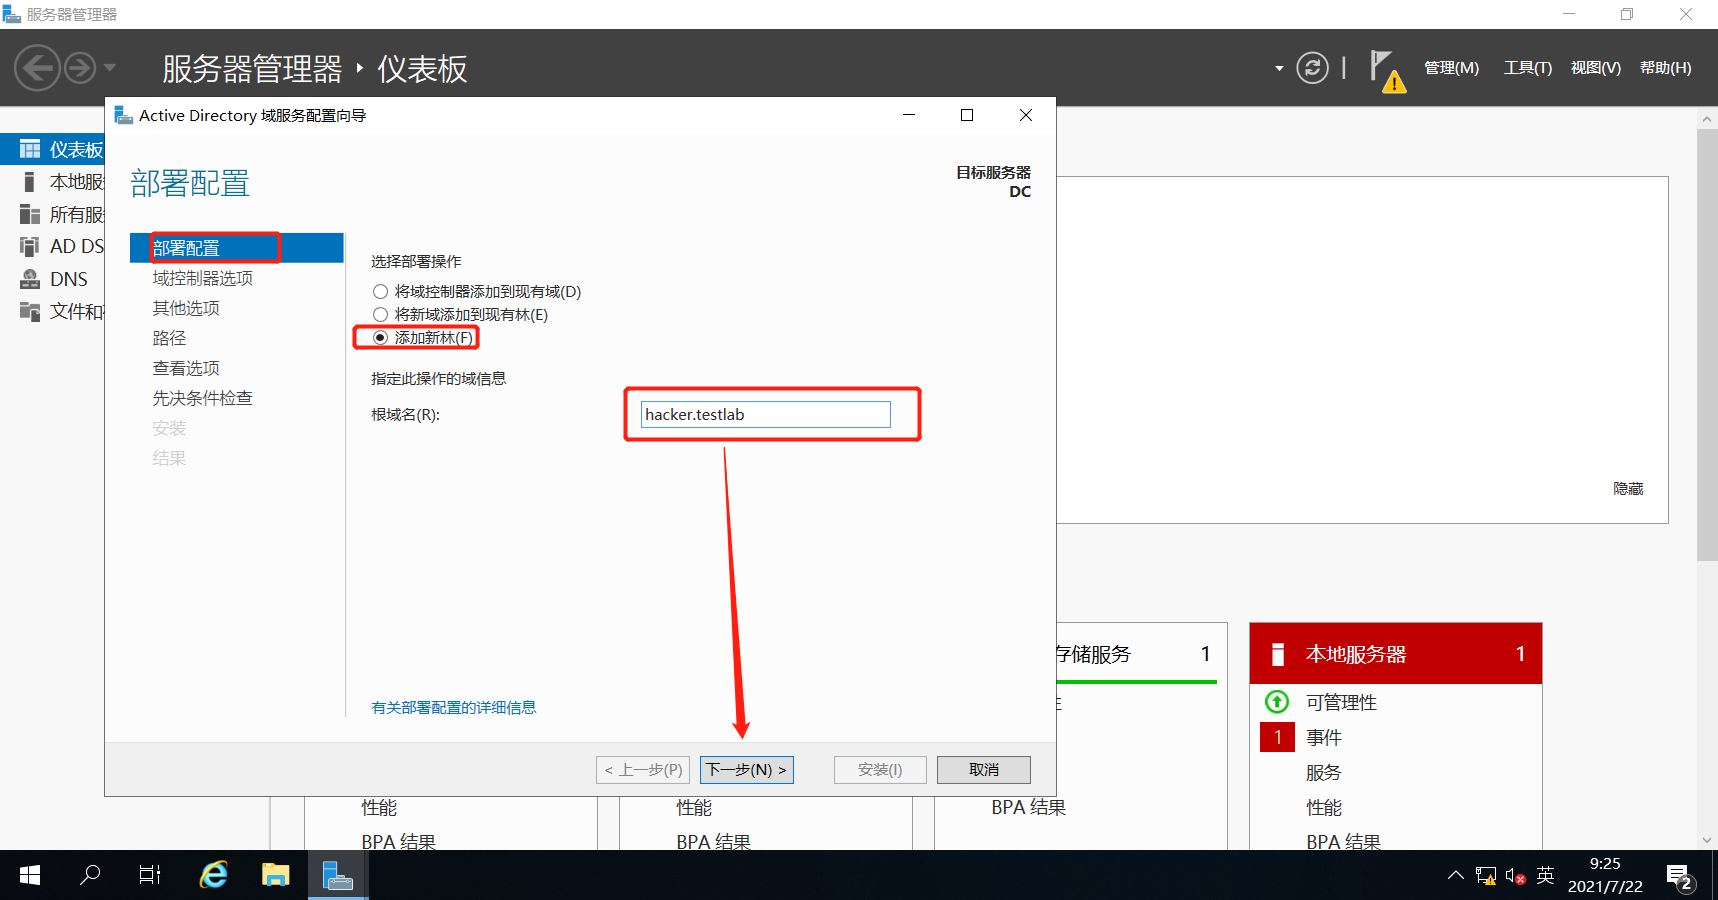 服务器管理器
服务器管理器 ‣ 仪表板
管理(M) 工具(T) 视图(V) 帮助(H)
Active Directory 域服务配置向导
仪表板
本地服
所有服
AD DS
DNS
文件和
部署配置
目标服务器
DC
部署配置
域控制器选项
其他选项
路径
查看选项
先决条件检查
安装
结果
选择部署操作
将域控制器添加到现有域(D)
将新域添加到现有林(E)
添加新林(F)
指定此操作的域信息
根域名(R):
hacker.testlab
有关部署配置的详细信息
< 上一步(P) 下一步(N) > 安装(I) 取消
隐藏
存储服务 1
本地服务器 1
可管理性
1 事件
服务
性能
BPA 结果
性能
BPA 结果
性能
BPA 结果
BPA 结果
英
9:25
2021/7/22
2